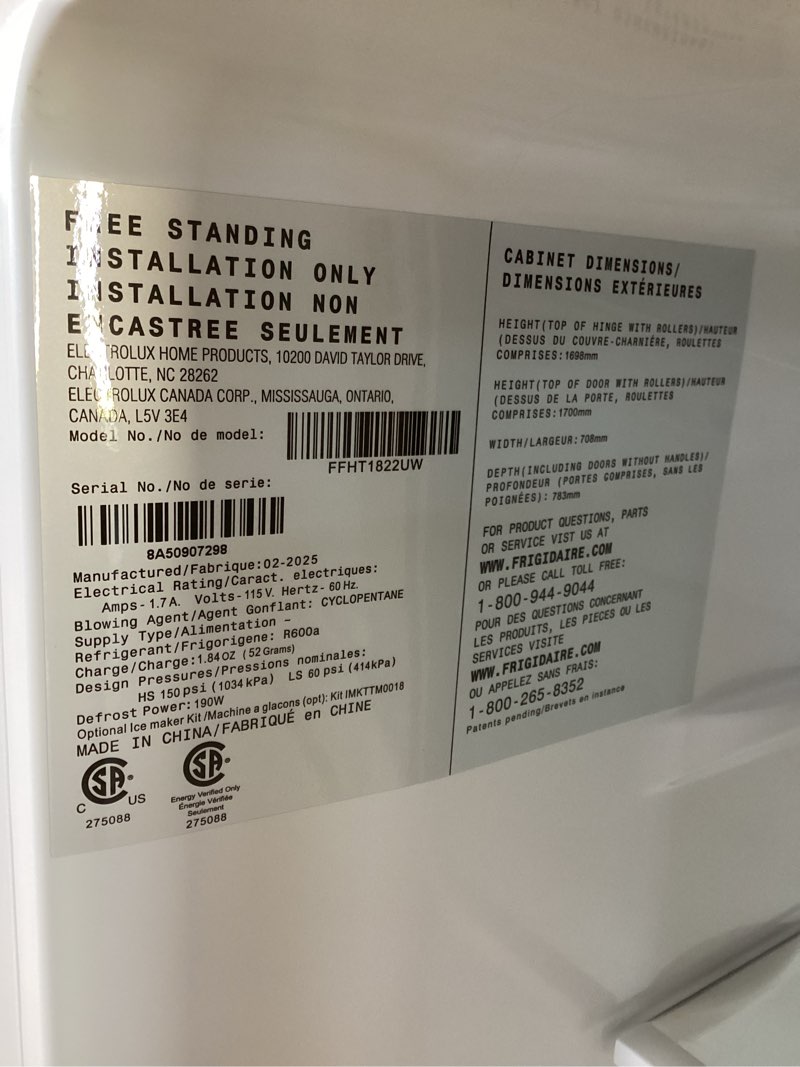 FREE STANDING
INSTALLATION ONLY
INSTALLATION NON
ENCASTREE SEULEMENT
ELECTROLUX HOME PRODUCTS, 10200 DAVID TAYLOR DRIVE,
CHARLOTTE, NC 28262
ELECTROLUX CANADA CORP., MISSISSAUGA, ONTARIO,
CANADA, L5V 3E4
Model No./No de model:
FFHT1822UW
Serial No./No de serie:
8A50907298
Manufactured/Fabrique:02-2025
Electrical Rating/Caract. electriques:
Amps - 1.7 A. Volts- 115 V. Hertz- 60 Hz.
Blowing Agent/Agent Gonflant: CYCLOPENTANE
Supply Type/Alimentation ~
Refrigerant/Frigorigene: R600a
Charge/Charge:1.84OZ (52Grams)
Design Pressures/Pressions nominales:
HS 150 psi (1034 kPa) LS 60 psi (414kPa)
Defrost Power: 190W
Optional Ice maker Kit /Machine a glacons (opt): Kit IMKTTM0018
MADE IN CHINA/FABRIQUÉ en CHINE
C SA® US
275088
SA®
Energy Verified Only
Énergie Vérifiée
Seulement
275088
CABINET DIMENSIONS/
DIMENSIONS EXTÉRIEURES
HEIGHT(TOP OF HINGE WITH ROLLERS)/HAUTEUR
(DESSUS DU COUVRE-CHARNIÉRE, ROULETTES
COMPRISES:1698mm
HEIGHT(TOP OF DOOR WITH ROLLERS)/HAUTEUR
(DESSUS DE LA PORTE, ROULETTES
COMPRISES:1700mm
WIDTH/LARGEUR:708mm
DEPTH(INCLUDING DOORS WITHOUT HANDLES)/
PROFONDEUR (PORTES COMPRISES, SANS LES
POIGNÉES): 783mm
FOR PRODUCT QUESTIONS, PARTS
OR SERVICE VIST US AT
WWW.FRIGIDAIRE.COM
OR PLEASE CALL TOLL FREE:
1-800-944-9044
POUR DES QUESTIONS CONCERNANT
LES PRODUITS, LES PIECES OU LES
SERVICES VISITE
WWW.FRIGIDAIRE.COM
OU APPELEZ SANS FRAIS:
1-800-265-8352
Patents pending/Brevets en instance